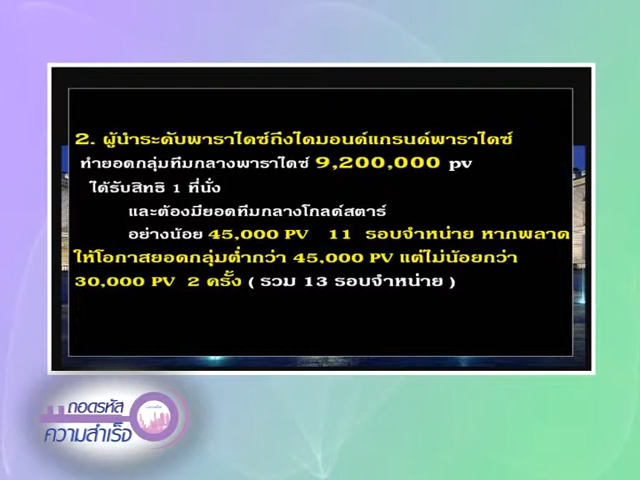 2. ผู้นำระดับพาราไดซ์ถึงไดมอนด์แกรนด์พาราไดซ์
ทำยอดกลุ่มทีมกลางพาราไดซ์ 9,200,000 pv
ได้รับสิทธิ 1 ที่นั่ง
และต้องมียอดทีมกลางโกลด์สตาร์
อย่างน้อย 45,000 PV 11 รอบจำหน่าย หากพลาด
ให้โอกาสยอดกลุ่มต่ำกว่า 45,000 PV แต่ไม่น้อยกว่า
30,000 PV 2 ครั้ง ( รวม 13 รอบจำหน่าย )
ถอดรหัส
ความสำเร็จ